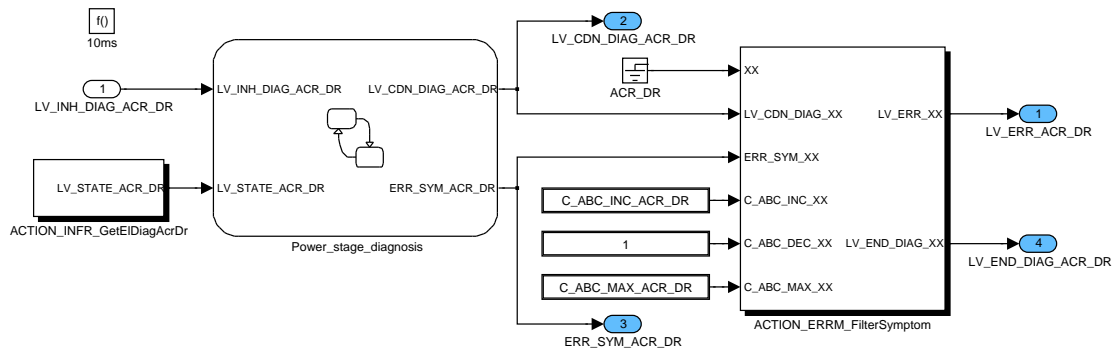 f()
10ms
1
LV_INH_DIAG_ACR_DR
LV_STATE_ACR_DR
ACTION_INFR_GetElDiagAcrDr
LV_INH_DIAG_ACR_DR
LV_CDN_DIAG_ACR_DR
LV_STATE_ACR_DR
ERR_SYM_ACR_DR
Power_stage_diagnosis
2
LV_CDN_DIAG_ACR_DR
ACR_DR
C_ABC_INC_ACR_DR
1
C_ABC_MAX_ACR_DR
3
ERR_SYM_ACR_DR
XX
LV_CDN_DIAG_XX
LV_ERR_XX
ERR_SYM_XX
C_ABC_INC_XX
C_ABC_DEC_XX
LV_END_DIAG_XX
C_ABC_MAX_XX
ACTION_ERRM_FilterSymptom
1
LV_ERR_ACR_DR
4
LV_END_DIAG_ACR_DR